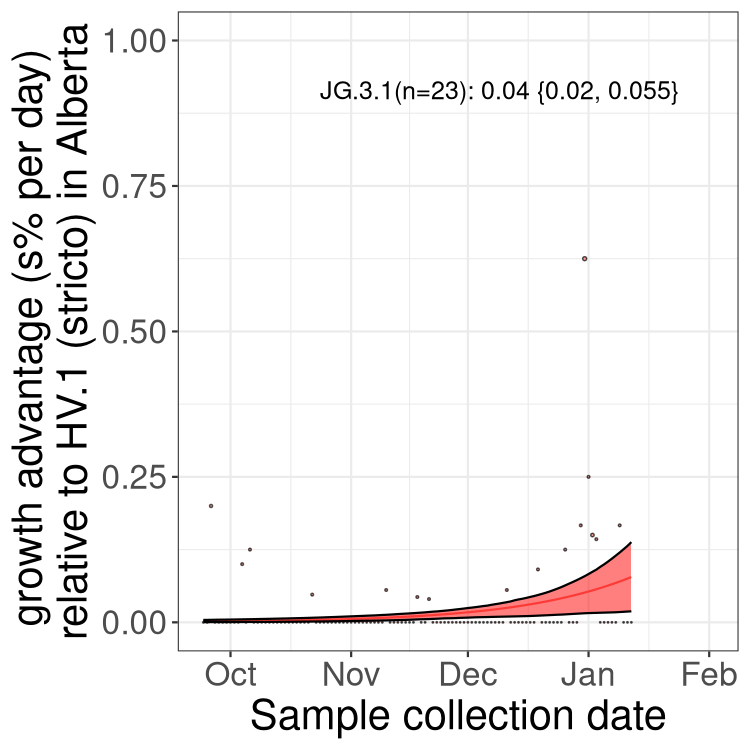 growth advantage (s% per day)
relative to HV.1 (stricto) in Alberta
1.00
0.75
0.50
0.25
0.00
JG.3.1(n=23): 0.04 {0.02, 0.055}
Oct Nov Dec Jan Feb
Sample collection date